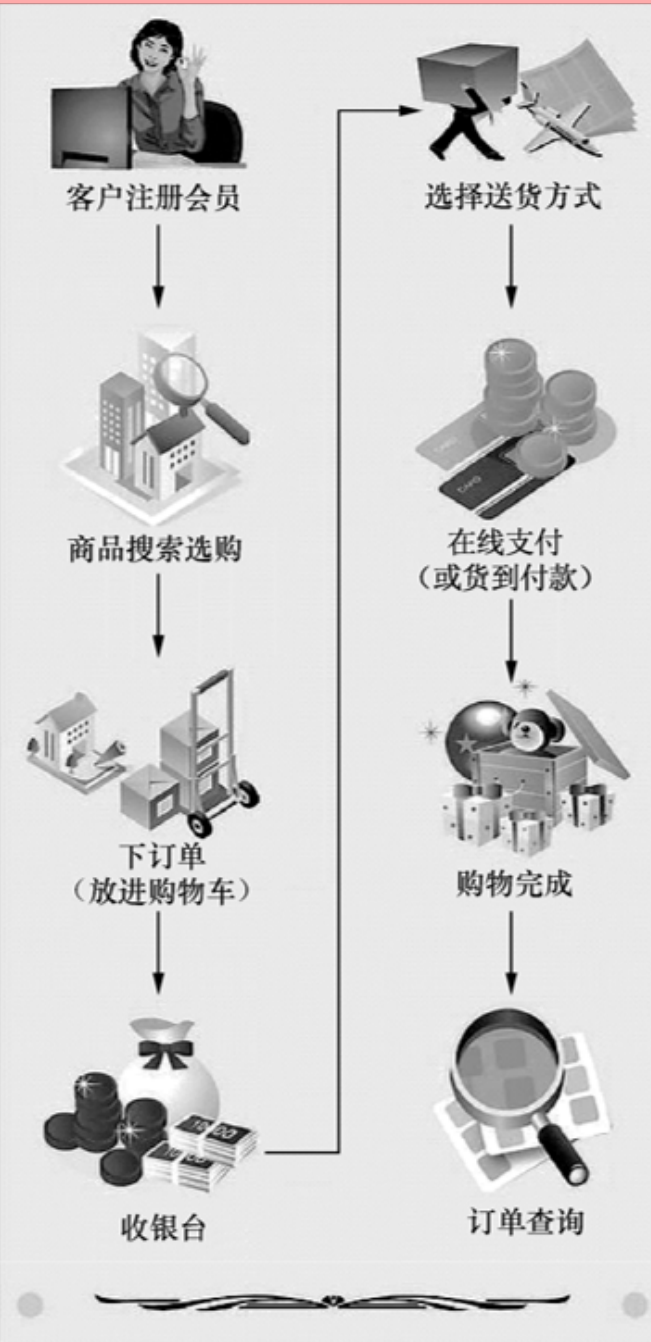 客户注册会员
商品搜索选购
下订单
（放进购物车）
收银台
选择送货方式
在线支付
（或货到付款）
购物完成
订单查询